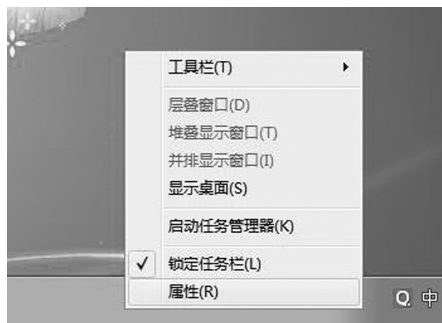 工具栏(T)
层叠窗口(D)
堆叠显示窗口(T)
并排显示窗口(I)
显示桌面(S)
启动任务管理器(K)
锁定任务栏(L)
属性(R)
Q 中